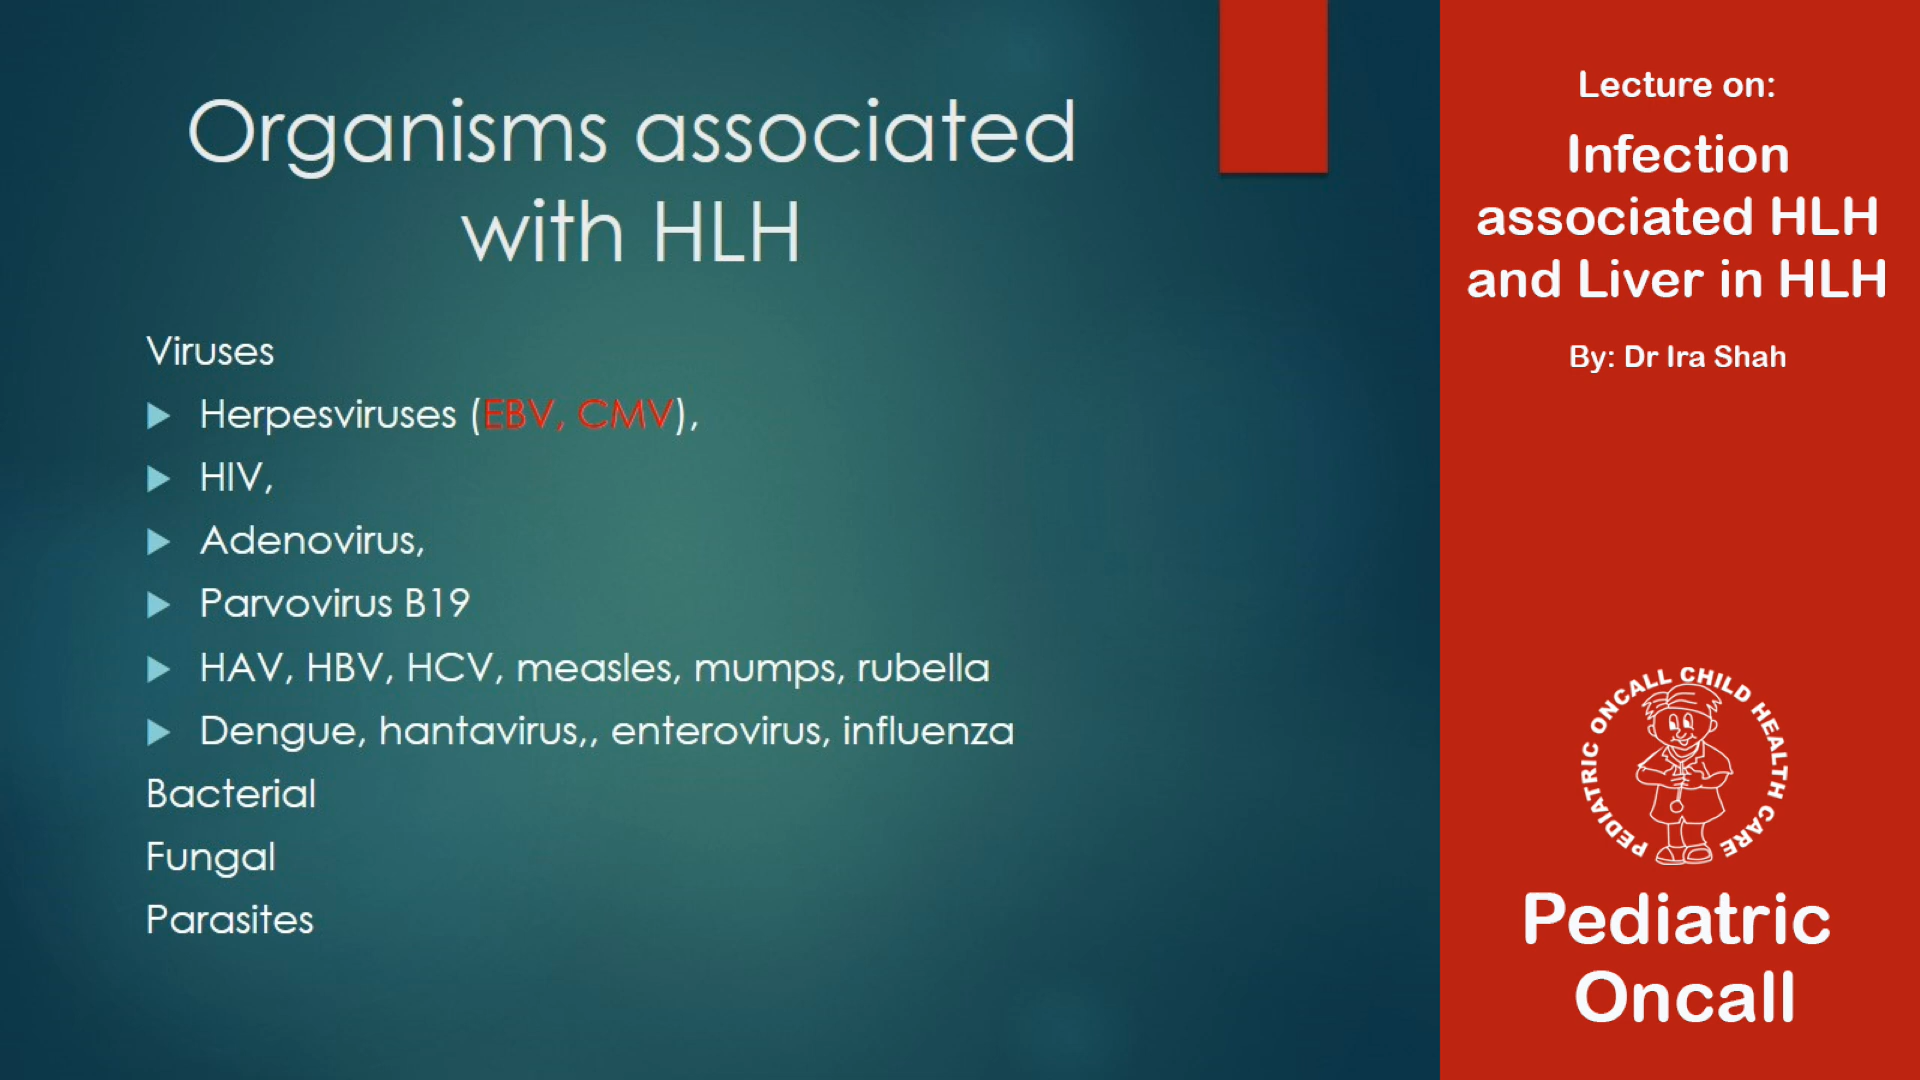 Organisms associated
with HLH
Viruses
Herpesviruses (EBV, CMV),
HIV,
Adenovirus,
Parvovirus B19
HAV, HBV, HCV, measles, mumps, rubella
Dengue, hantavirus,, enterovirus, influenza
Bacterial
Fungal
Parasites
Lecture on:
Infection
associated HLH
and Liver in HLH
By: Dr Ira Shah
PEDIATRIC ONCALL CHILD HEALTH CARE
Pediatric
Oncall